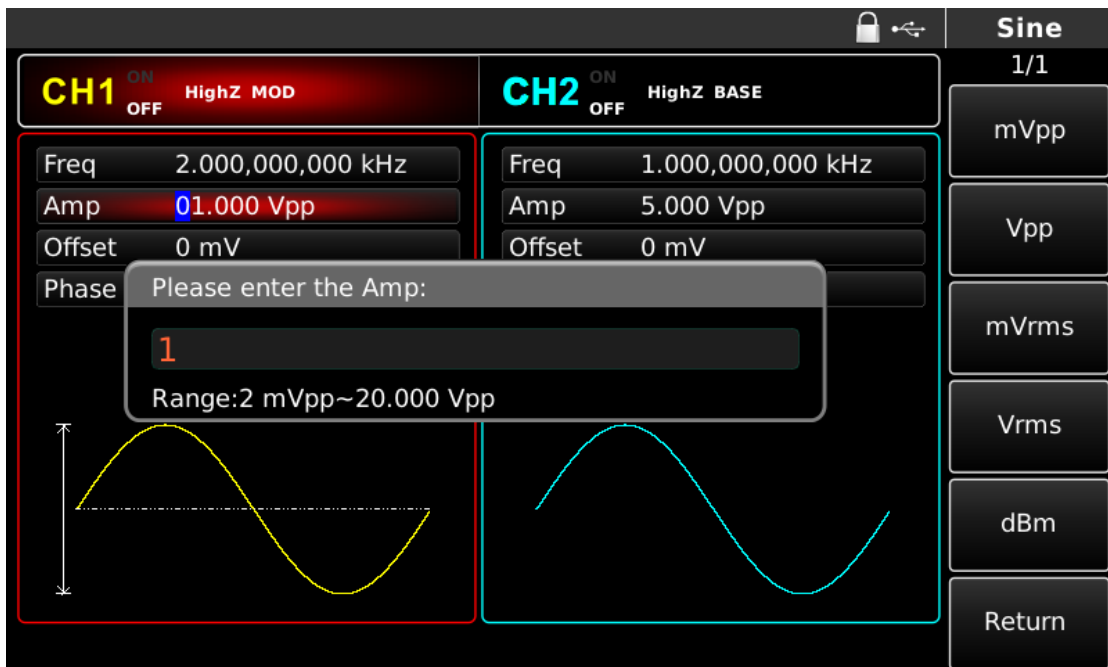 Sine
1/1
CH1 ON OFF HighZ MOD
CH2 ON OFF HighZ BASE
Freq 2.000,000,000 kHz
Amp 01.000 Vpp
Offset 0 mV
Phase
Freq 1.000,000,000 kHz
Amp 5.000 Vpp
Offset 0 mV
Please enter the Amp:
1
Range:2 mVpp~20.000 Vpp
mVpp
Vpp
mVrms
Vrms
dBm
Return